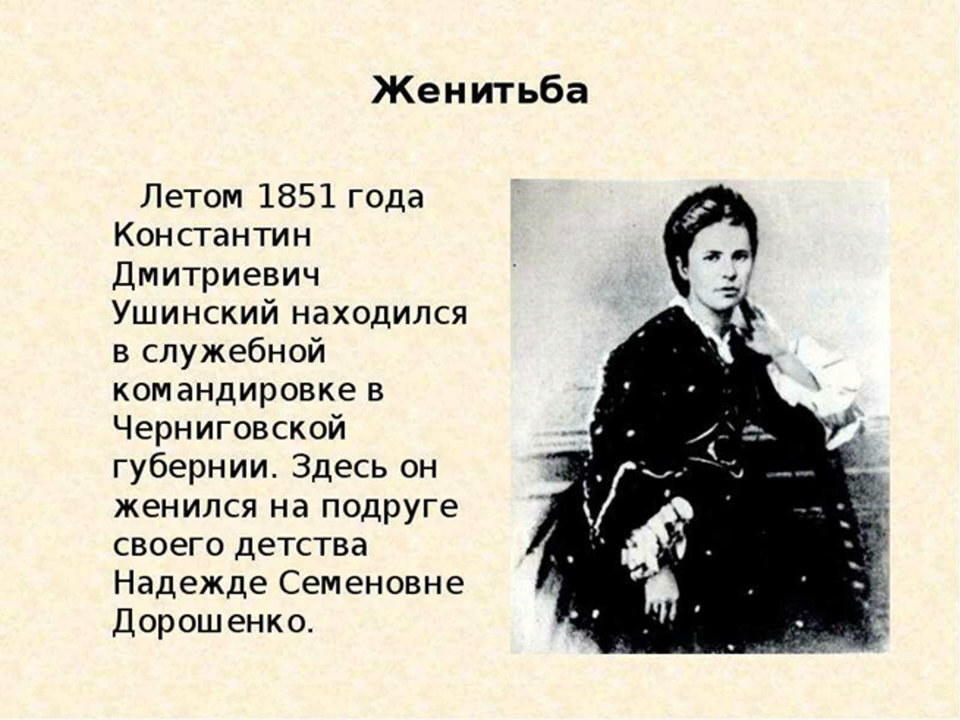 Женитьба
Летом 1851 года
Константин
Дмитриевич
Ушинский находился
в служебной
командировке в
Черниговской
губернии. Здесь он
женился на подруге
своего детства
Надежде Семеновне
Дорошенко.